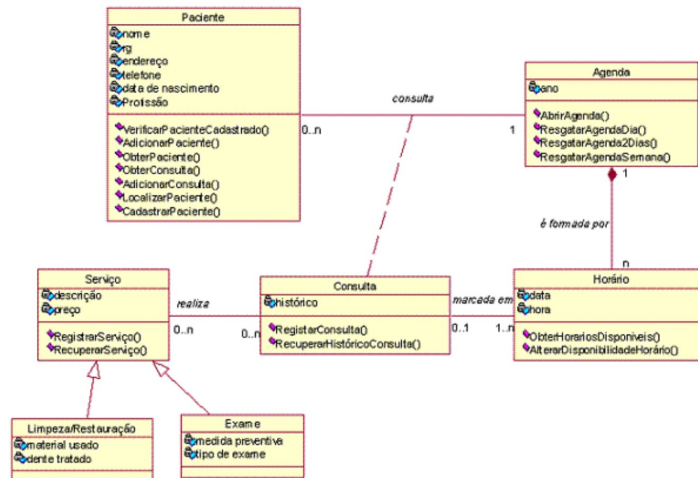 Paciente
nome
rg
endereço
telefone
data de nascimento
Profissão
VerificarPacienteCadastrado()
AdicionarPaciente()
ObterPaciente()
ObterConsulta()
AdicionarConsulta()
LocalizarPaciente()
CadastrarPaciente()
consulta
0..n
1
Agenda
ano
AbrirAgenda()
ResgatarAgendaDia()
ResgatarAgenda2Dias()
ResgatarAgendaSemana()
1
é formada por
n
Serviço
descrição
preço
RegistrarServiço()
RecuperarServiço()
realiza
0..n
0..n
Consulta
histórico
RegistarConsulta()
RecuperarHistóricoConsulta()
marcada em
0..1
1..n
Horário
data
hora
ObterHorariosDisponiveis()
AlterarDisponibilidadeHorário()
Limpeza/Restauração
material usado
dente tratado
Exame
medida preventiva
tipo de exame